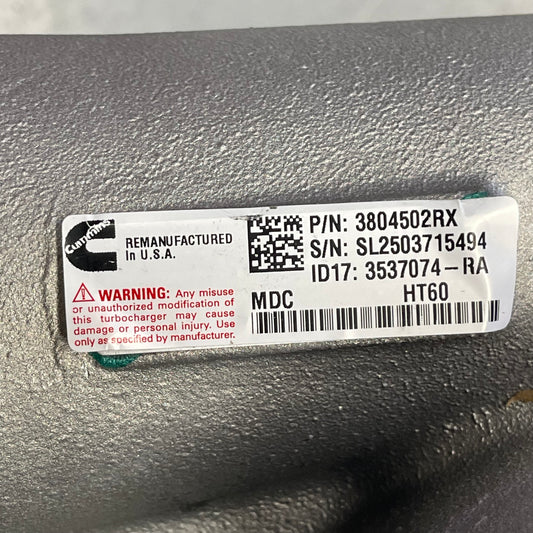 Cummins
REMANUFACTURED
In U.S.A.
P/N: 3804502RX
S/N: SL2503715494
ID17: 3537074-RA
MDC HT60
WARNING: Any misuse
or unauthorized modification of
this turbocharger may cause
damage or personal injury. Use
only as specified by manufacturer.